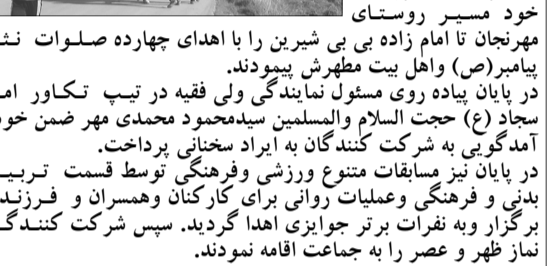 خود مسیر روستای
مهرنجان تا امام زاده بی بی شیرین را با اهدای چهارده صلوات
پیامبر(ص) واهل بیت مطهرش پیمودند.
در پایان پیاده روی مسئول نمایندگی ولی فقیه در تیپ تکاور
سجاد (ع) حجت السلام والمسلمین سیدمحمود محمدی مهر ضمن
آمدگویی به شرکت کنندگان به ایراد سخنانی پرداخت.
در پایان نیز مسابقات متنوع ورزشی وفرهنگی توسط قسمت
بدنی و فرهنگی وعملیات روانی برای کارکنان وهمسران و
برگزار وبه نفرات برتر جوایزی اهدا گردید. سپس شرکت
نماز ظهر و عصر را به جماعت اقامه نمودند.